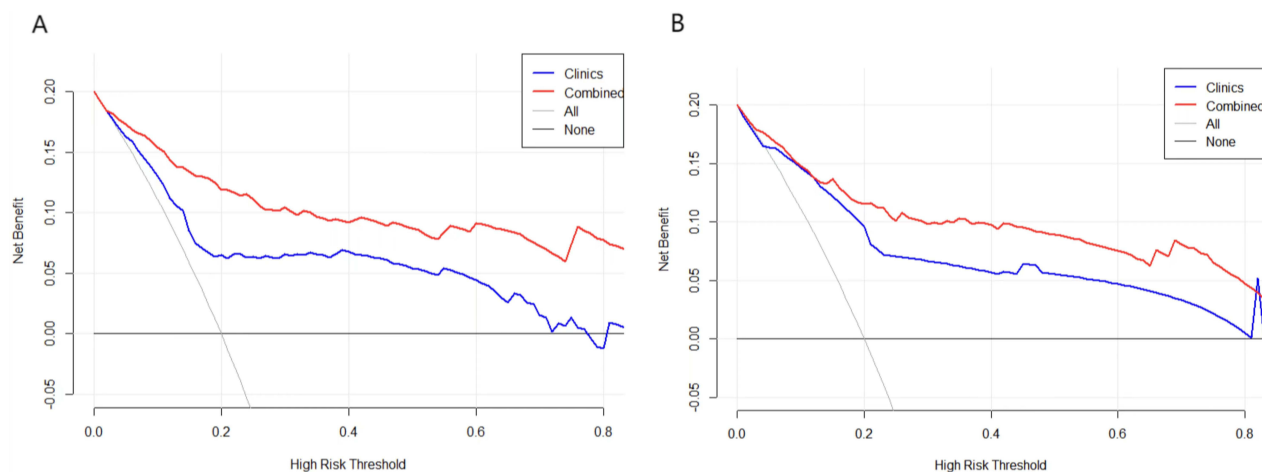 A
Clinics
Combined
All
None
0.20
0.15
0.10
0.05
0.00
-0.05
Net Benefit
0.0 0.2 0.4 0.6 0.8
High Risk Threshold
B
Clinics
Combined
All
None
0.20
0.15
0.10
0.05
0.00
-0.05
Net Benefit
0.0 0.2 0.4 0.6 0.8
High Risk Threshold